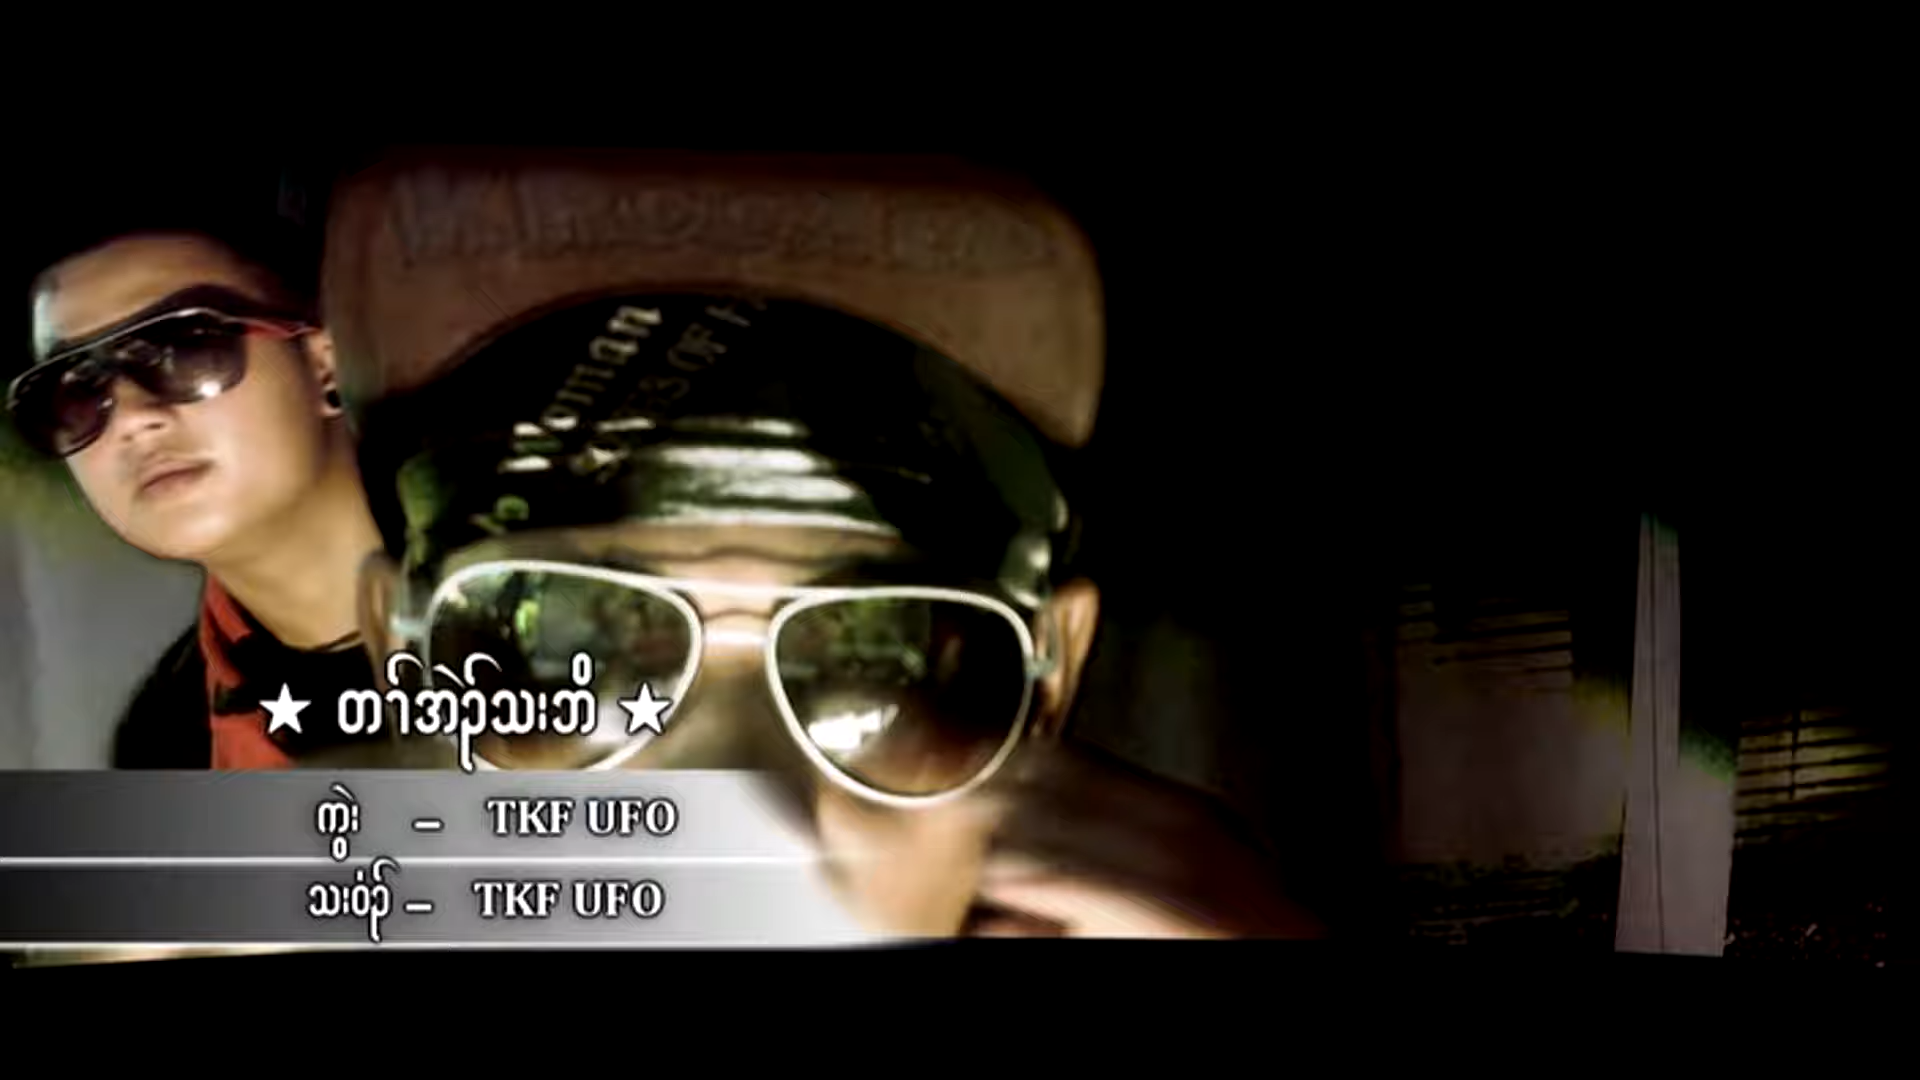 ★ တၢ်အဲၣ်သးဘိ ★
ကွဲး – TKF UFO
သးဝံၣ် – TKF UFO